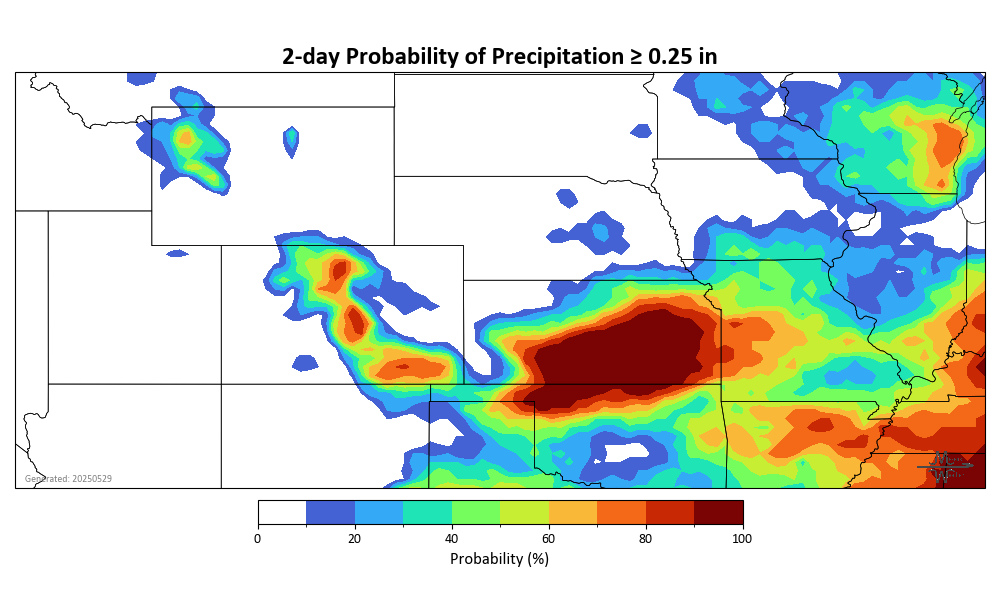 2-day Probability of Precipitation ≥ 0.25 in
Generated: 20250529
0 20 40 60 80 100
Probability (%)